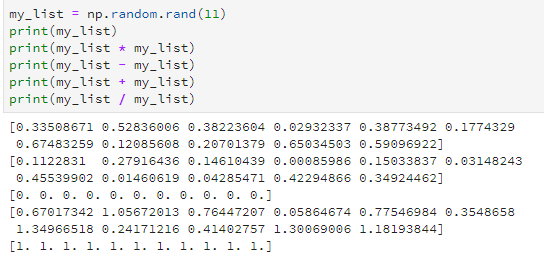 my_list = np.random.rand(11)
print(my_list)
print(my_list * my_list)
print(my_list - my_list)
print(my_list + my_list)
print(my_list / my_list)
[0.33508671 0.52836006 0.38223604 0.02932337 0.38773492 0.1774329
 0.67483259 0.12085608 0.20701379 0.65034503 0.59096922]
[0.1122831  0.27916436 0.14610439 0.00085986 0.15033837 0.03148243
 0.45539902 0.01460619 0.04285471 0.42294866 0.34924462]
[0. 0. 0. 0. 0. 0. 0. 0. 0. 0. 0.]
[0.67017342 1.05672013 0.76447207 0.05864674 0.77546984 0.3548658
 1.34966518 0.24171216 0.41402757 1.30069006 1.18193844]
[1. 1. 1. 1. 1. 1. 1. 1. 1. 1. 1.]